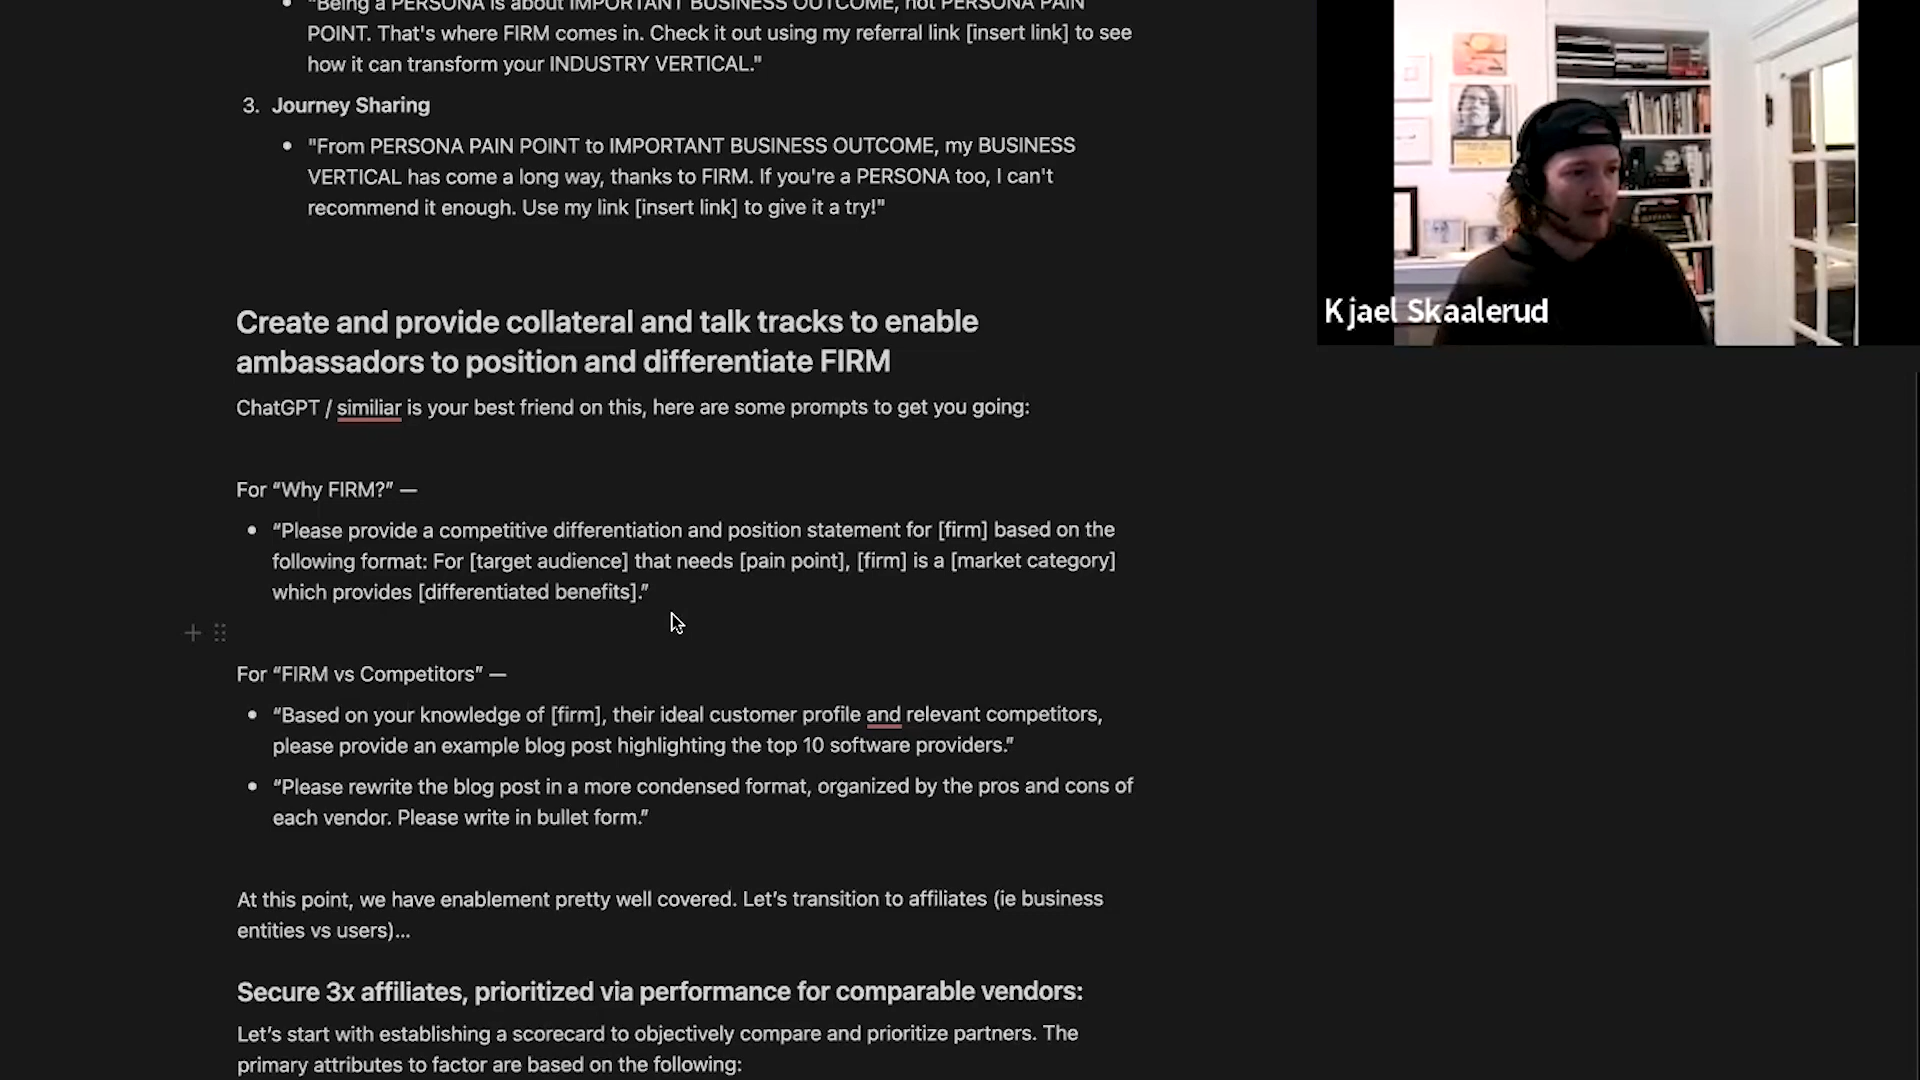 "Being a PERSONA is about IMPORTANT BUSINESS OUTCOME, not PERSONA PAIN
POINT. That's where FIRM comes in. Check it out using my referral link [insert link] to see
how it can transform your INDUSTRY VERTICAL."
3. Journey Sharing
"From PERSONA PAIN POINT to IMPORTANT BUSINESS OUTCOME, my BUSINESS
VERTICAL has come a long way, thanks to FIRM. If you're a PERSONA too, I can't
recommend it enough. Use my link [insert link] to give it a try!"
Kjael Skaalerud
Create and provide collateral and talk tracks to enable
ambassadors to position and differentiate FIRM
ChatGPT / similiar is your best friend on this, here are some prompts to get you going:
For “Why FIRM?” —
“Please provide a competitive differentiation and position statement for [firm] based on the
following format: For [target audience] that needs [pain point], [firm] is a [market category]
which provides [differentiated benefits].”
For “FIRM vs Competitors” —
“Based on your knowledge of [firm], their ideal customer profile and relevant competitors,
please provide an example blog post highlighting the top 10 software providers.”
“Please rewrite the blog post in a more condensed format, organized by the pros and cons of
each vendor. Please write in bullet form.”
At this point, we have enablement pretty well covered. Let’s transition to affiliates (ie business
entities vs users)...
Secure 3x affiliates, prioritized via performance for comparable vendors:
Let’s start with establishing a scorecard to objectively compare and prioritize partners. The
primary attributes to factor are based on the following: